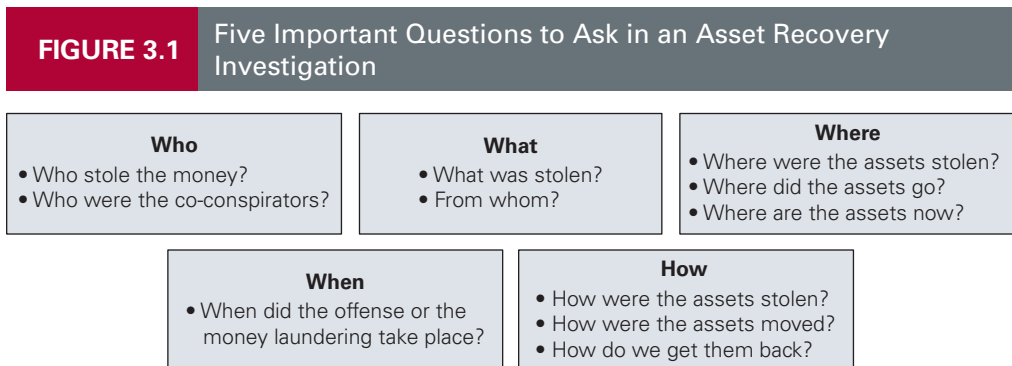 FIGURE 3.1
Five Important Questions to Ask in an Asset Recovery
Investigation
Who
• Who stole the money?
• Who were the co-conspirators?
What
• What was stolen?
• From whom?
Where
• Where were the assets stolen?
• Where did the assets go?
• Where are the assets now?
When
• When did the offense or the
money laundering take place?
How
• How were the assets stolen?
• How were the assets moved?
• How do we get them back?